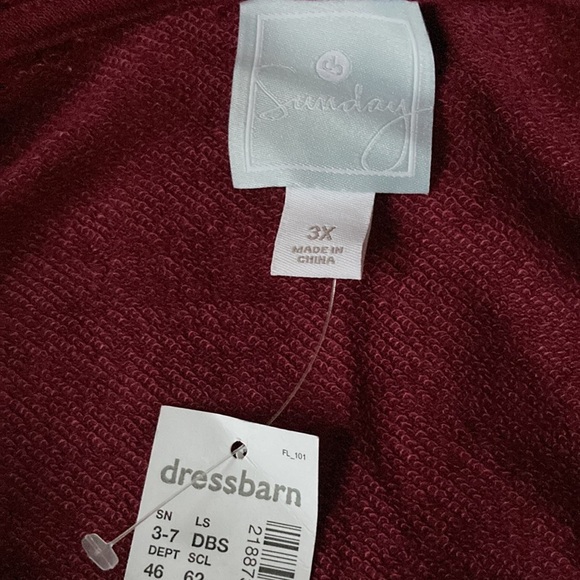 Sunday
3X
MADE IN
CHINA
FL_101
dressbarn
SN LS
3-7 DBS
DEPT SCL
46 62